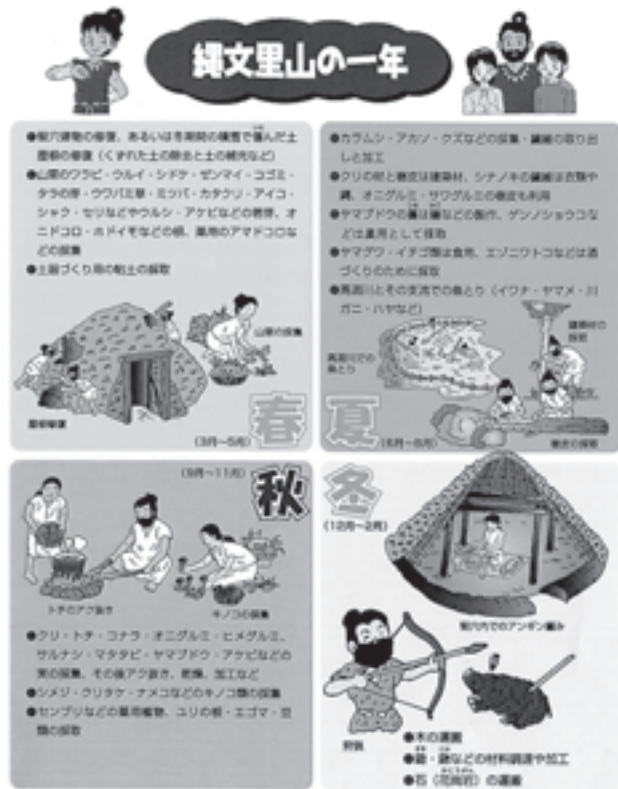 縄文里山の一年
●竪穴建物の修復、あるいは冬期間の積雪で傷んだ土
屋根の修復（くずれた土の除去と土の補充など）
●山菜のワラビ・ウルイ・シドケ・ゼンマイ・コゴミ・
タラの芽・ウワバミ草・ミツバ・カタクリ・アイコ・
シャク・セリなどやウルシ・アケビなどの若芽、オ
ニドコロ・ホドイモなどの根、薬用のアマドコロな
どの採集
●土器づくり用の粘土の採取
山菜の採集
屋根修復
（3月〜5月）
春
●カラムシ・アカソ・クズなどの採集・繊維の取り出
しと加工
●クリの材と樹皮は建築材、シナノキの繊維は衣類や
縄、オニグルミ・サワグルミの樹皮も利用
●ヤマブドウの蔓は籠などの製作、ゲンノショウコな
どは薬用として採取
●ヤマグワ・イチゴ類は食用、エゾニワトコなどは酒
づくりのために採取
●馬淵川とその支流での魚とり（イワナ・ヤマメ・川
ガニ・ハヤなど）
馬淵川での
魚とり
建築材の
採取
樹皮の採取
夏
（6月〜8月）
（9月〜11月）
秋
トチのアク抜き
キノコの採集
●クリ・トチ・コナラ・オニグルミ・ヒメグルミ、
サルナシ・マタタビ・ヤマブドウ・アケビなどの
実の採集、その後アク抜き、乾燥、加工など
●シメジ・クリタケ・ナメコなどのキノコ類の採集
●センブリなどの薬用植物、ユリの根・エゴマ・豆
類の採取
冬
（12月〜2月）
竪穴内でのアンギン編み
狩猟
●木の運搬
●などの材料調達や加工
●石（花崗岩）の運搬
かこうがん